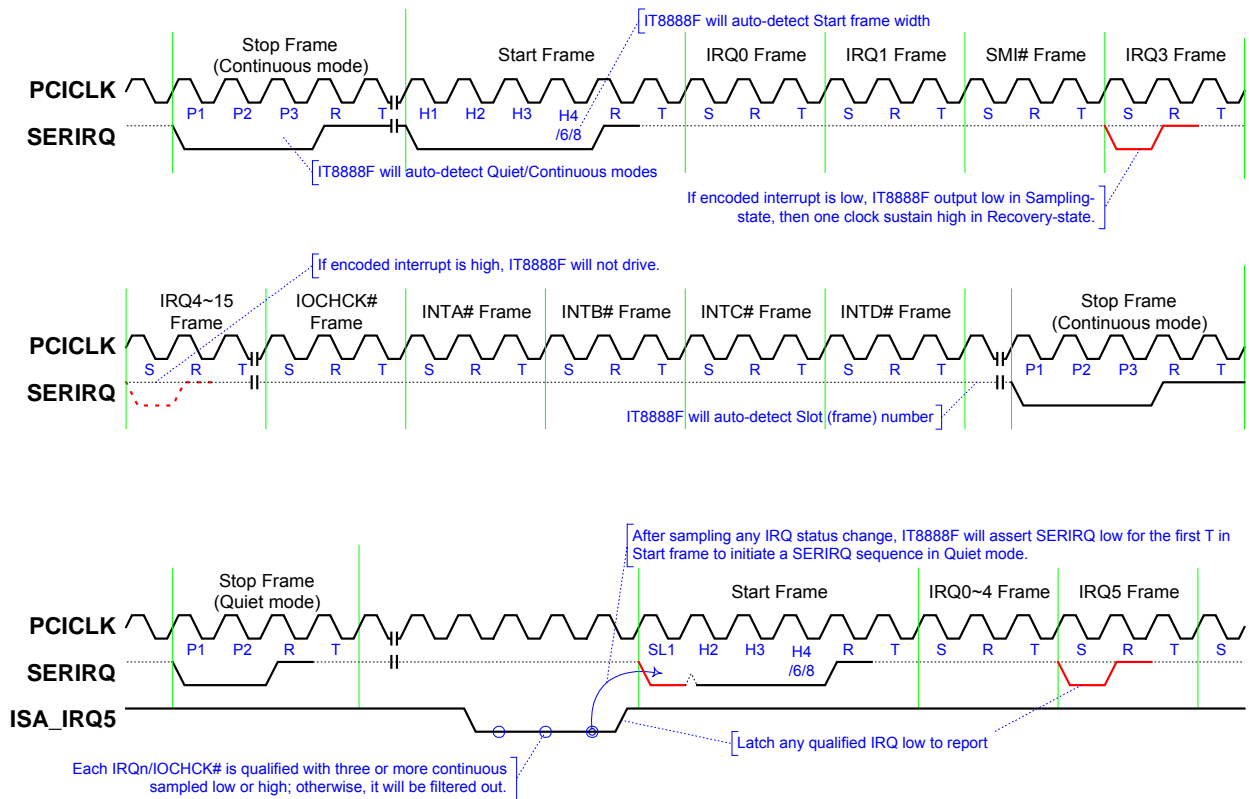 IT8888F will auto-detect Start frame width
Stop Frame
(Continuous mode)
Start Frame
IRQ0 Frame
IRQ1 Frame
SMI# Frame
IRQ3 Frame
PCICLK
P1 P2 P3 R T H1 H2 H3 H4 R T S R T S R T S R T S R T
/6/8
SERIRQ
IT8888F will auto-detect Quiet/Continuous modes
If encoded interrupt is low, IT8888F output low in Sampling-
state, then one clock sustain high in Recovery-state.
If encoded interrupt is high, IT8888F will not drive.
IRQ4~15
Frame
IOCHCK#
Frame
INTA# Frame
INTB# Frame
INTC# Frame
INTD# Frame
Stop Frame
(Continuous mode)
PCICLK
S R T S R T S R T S R T S R T S R T P1 P2 P3 R T
SERIRQ
IT8888F will auto-detect Slot (frame) number
After sampling any IRQ status change, IT8888F will assert SERIRQ low for the first T in
Start frame to initiate a SERIRQ sequence in Quiet mode.
Stop Frame
(Quiet mode)
Start Frame
IRQ0~4 Frame
IRQ5 Frame
PCICLK
P1 P2 R T SL1 H2 H3 H4 R T S R T S R T S
/6/8
SERIRQ
ISA_IRQ5
Latch any qualified IRQ low to report
Each IRQn/IOCHCK# is qualified with three or more continuous
sampled low or high; otherwise, it will be filtered out.